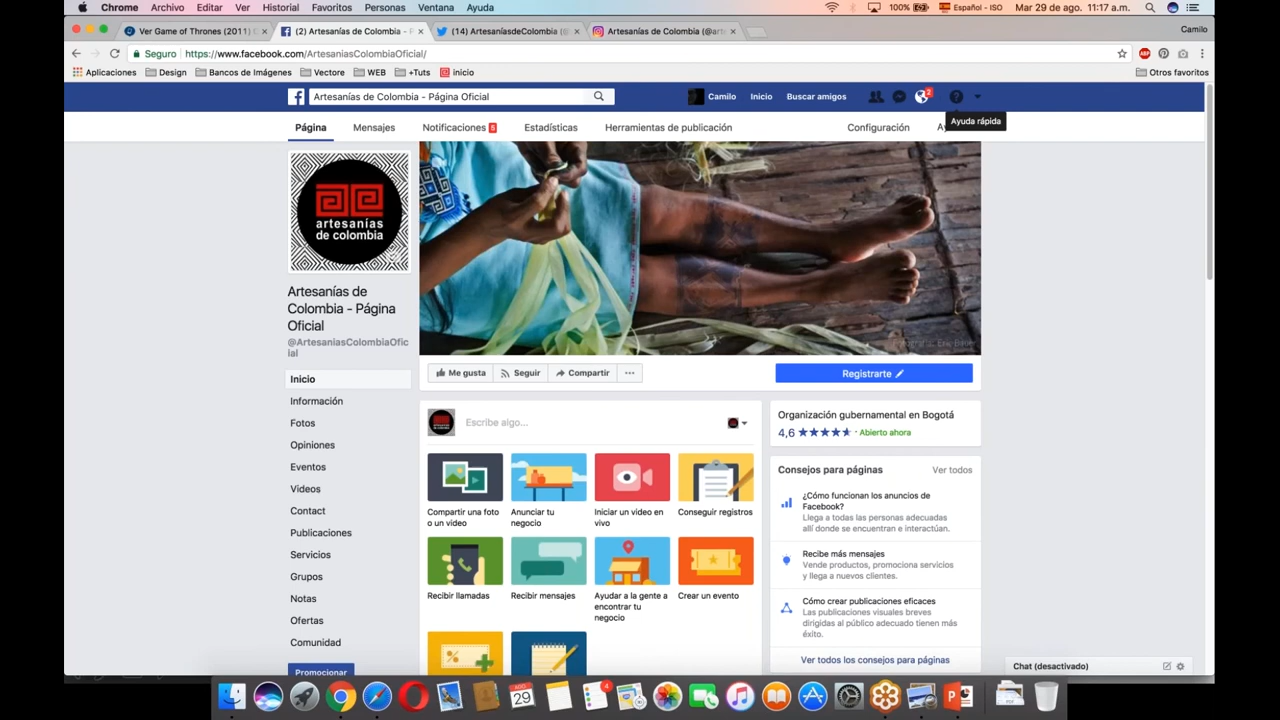 Chrome Archivo Editar Ver Historial Favoritos Personas Ventana Ayuda 100% Español - ISO Mar 29 de ago. 11:17 a.m.
Ver Game of Thrones (2011) (2) Artesanías de Colombia - (14) ArtesaníasdeColombia Artesanías de Colombia Camilo
Seguro https://www.facebook.com/ArtesaniasColombiaOficial/ ABP
Aplicaciones Design Bancos de Imágenes Vectore WEB +Tuts inicio Otros favoritos
Artesanías de Colombia - Página Oficial Camilo Inicio Buscar amigos 2
Ayuda rápida
Página Mensajes Notificaciones 5 Estadísticas Herramientas de publicación Configuración
artesanías
de colombia
Artesanías de
Colombia - Página
Oficial
@ArtesaniasColombiaOfic
ial
Me gusta Seguir Compartir ··· Registrarte
Inicio
Información
Fotos
Opiniones
Eventos
Videos
Contact
Publicaciones
Servicios
Grupos
Notas
Ofertas
Comunidad
Promocionar
Escribe algo...
Compartir una foto
o un video
Anunciar tu
negocio
Iniciar un video en
vivo
Conseguir registros
Recibir llamadas
Recibir mensajes
Ayudar a la gente a
encontrar tu
negocio
Crear un evento
Organización gubernamental en Bogotá
4,6 ★★★★★ · Abierto ahora
Consejos para páginas Ver todos
¿Cómo funcionan los anuncios de
Facebook?
Llega a todas las personas adecuadas
allí donde se encuentran e interactúan.
Recibe más mensajes
Vende productos, promociona servicios
y llega a nuevos clientes.
Cómo crear publicaciones eficaces
Las publicaciones visuales breves
dirigidas al público adecuado tienen más
éxito.
Ver todos los consejos para páginas
Chat (desactivado)
AGO
29
4